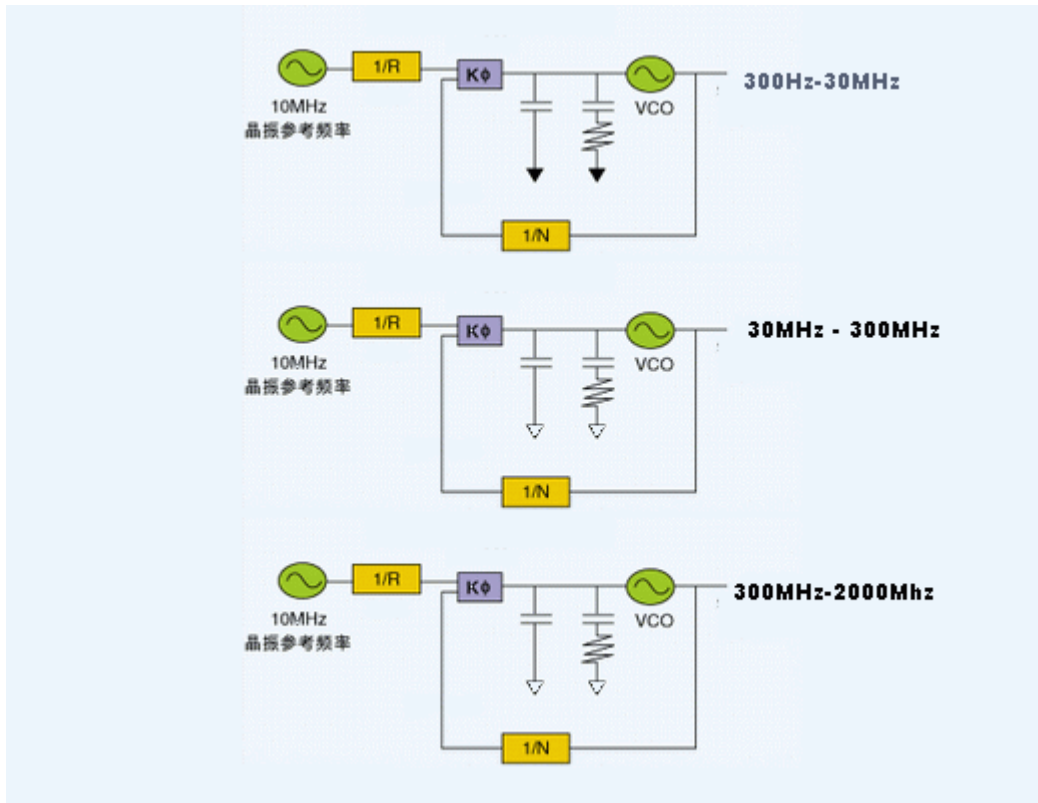 1/R
Kϕ
300Hz-30MHz
10MHz
VCO
晶振参考频率
1/N
1/R
Kϕ
30MHz - 300MHz
10MHz
VCO
晶振参考频率
1/N
1/R
Kϕ
300MHz-2000Mhz
10MHz
VCO
晶振参考频率
1/N